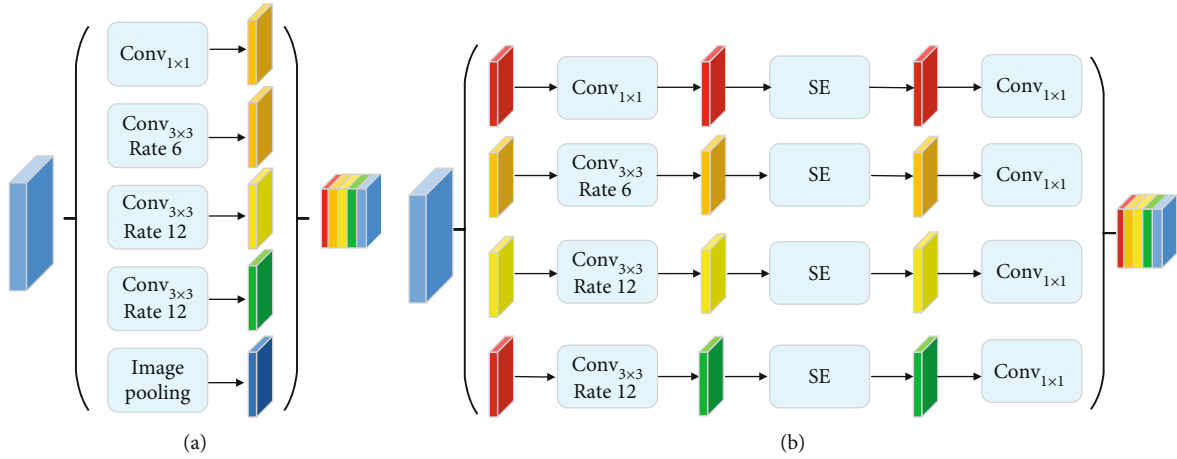 Conv1×1
Conv3×3
Rate 6
Conv3×3
Rate 12
Conv3×3
Rate 12
Image
pooling
(a)
Conv1×1
SE
Conv1×1
Conv3×3
Rate 6
SE
Conv1×1
Conv3×3
Rate 12
SE
Conv1×1
Conv3×3
Rate 12
SE
Conv1×1
(b)